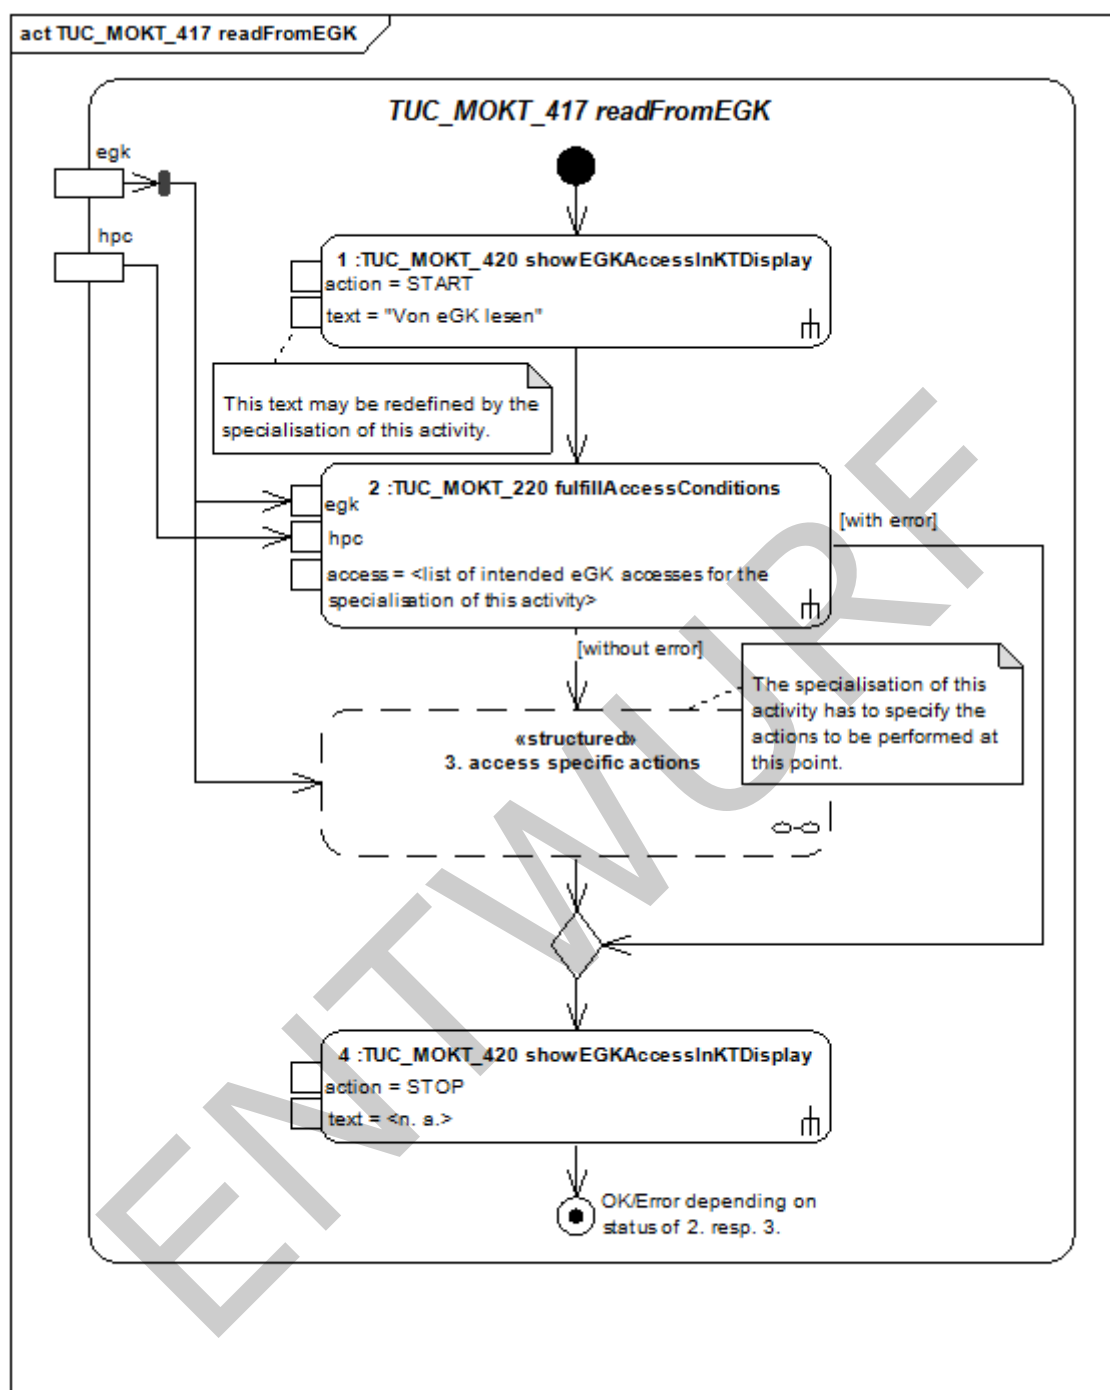 act TUC_MOKT_417 readFromEGK
TUC_MOKT_417 readFromEGK
egk
hpc
1 :TUC_MOKT_420 showEGKAccessInKTDisplay
action = START
text = "Von eGK lesen"
This text may be redefined by the
specialisation of this activity.
2 :TUC_MOKT_220 fulfillAccessConditions
egk
hpc
access = <list of intended eGK accesses for the
specialisation of this activity>
[with error]
[without error]
The specialisation of this
activity has to specify the
actions to be performed at
this point.
«structured»
3. access specific actions
4 :TUC_MOKT_420 showEGKAccessInKTDisplay
action = STOP
text = <n. a.>
OK/Error depending on
status of 2. resp. 3.
ENTWURF